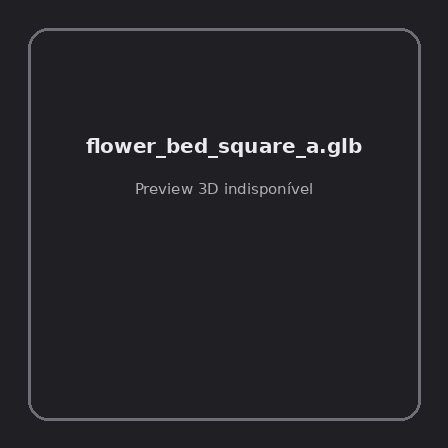 flower_bed_square_a.glb
Preview 3D indisponível